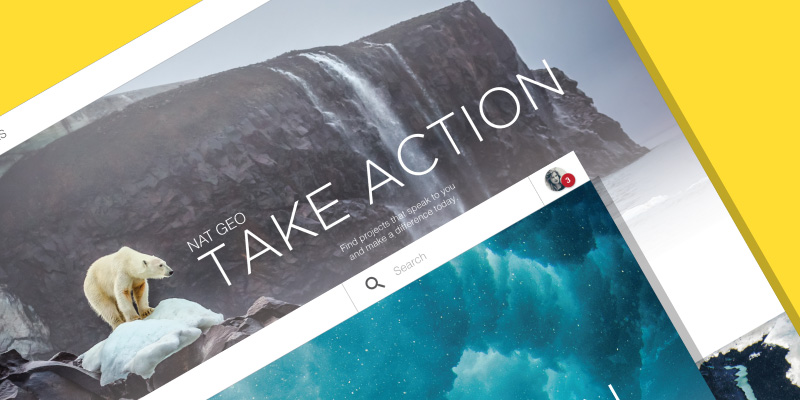 S
NAT GEO
TAKE ACTION
Find projects that speak to you
and make a difference today
3
Search